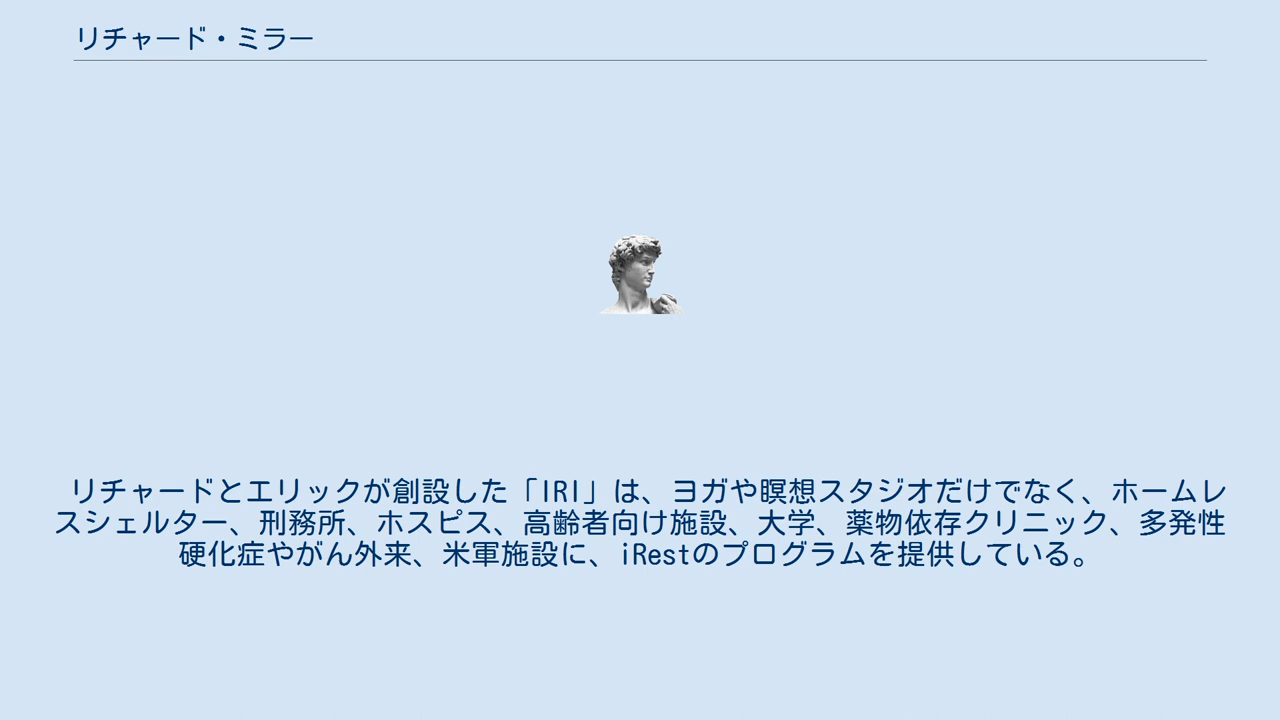 リチャード・ミラー
リチャードとエリックが創設した「IRI」は、ヨガや瞑想スタジオだけでなく、ホームレ
スシェルター、刑務所、ホスピス、高齢者向け施設、大学、薬物依存クリニック、多発性
硬化症やがん外来、米軍施設に、iRestのプログラムを提供している。